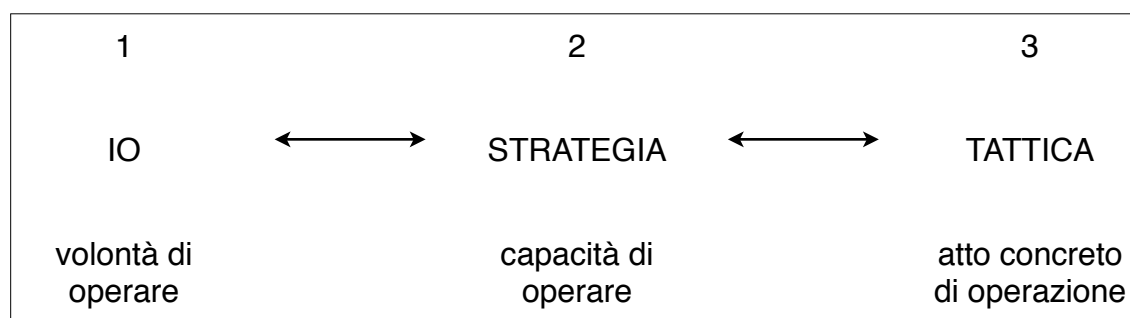 1 2 3
IO STRATEGIA TATTICA
volontà di capacità di atto concreto
operare operare di operazione